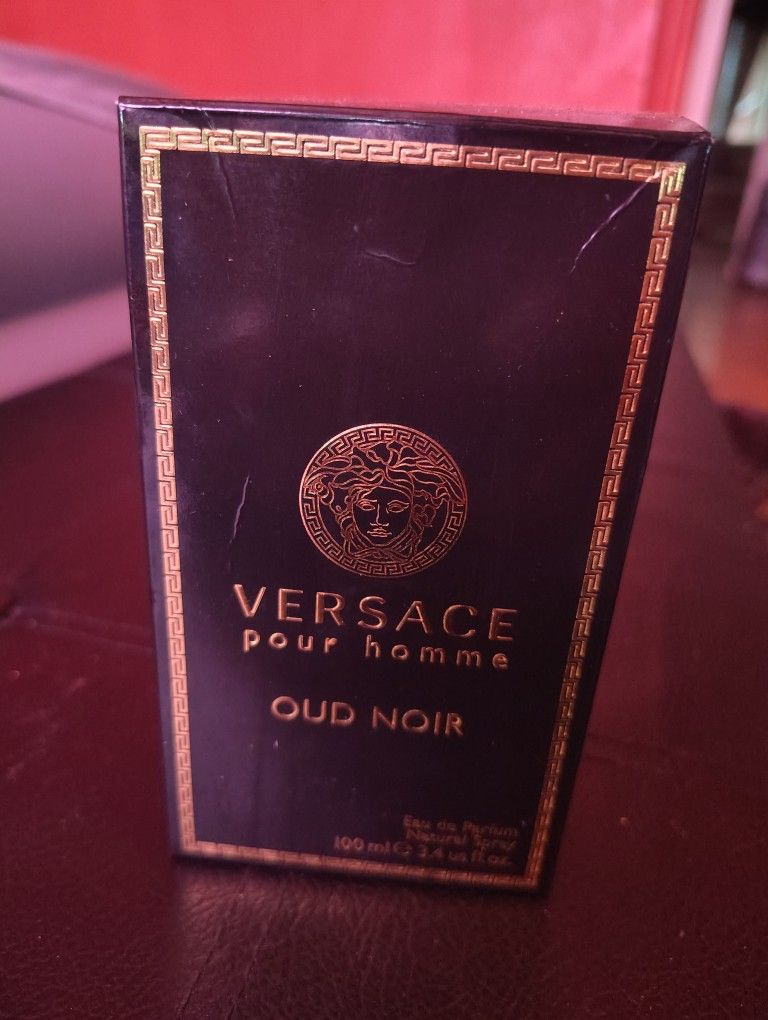 VERSACE
pour homme
OUD NOIR
Eau de Parfum
Natural Spray
100 ml ℮ 3.4 us fl. oz.